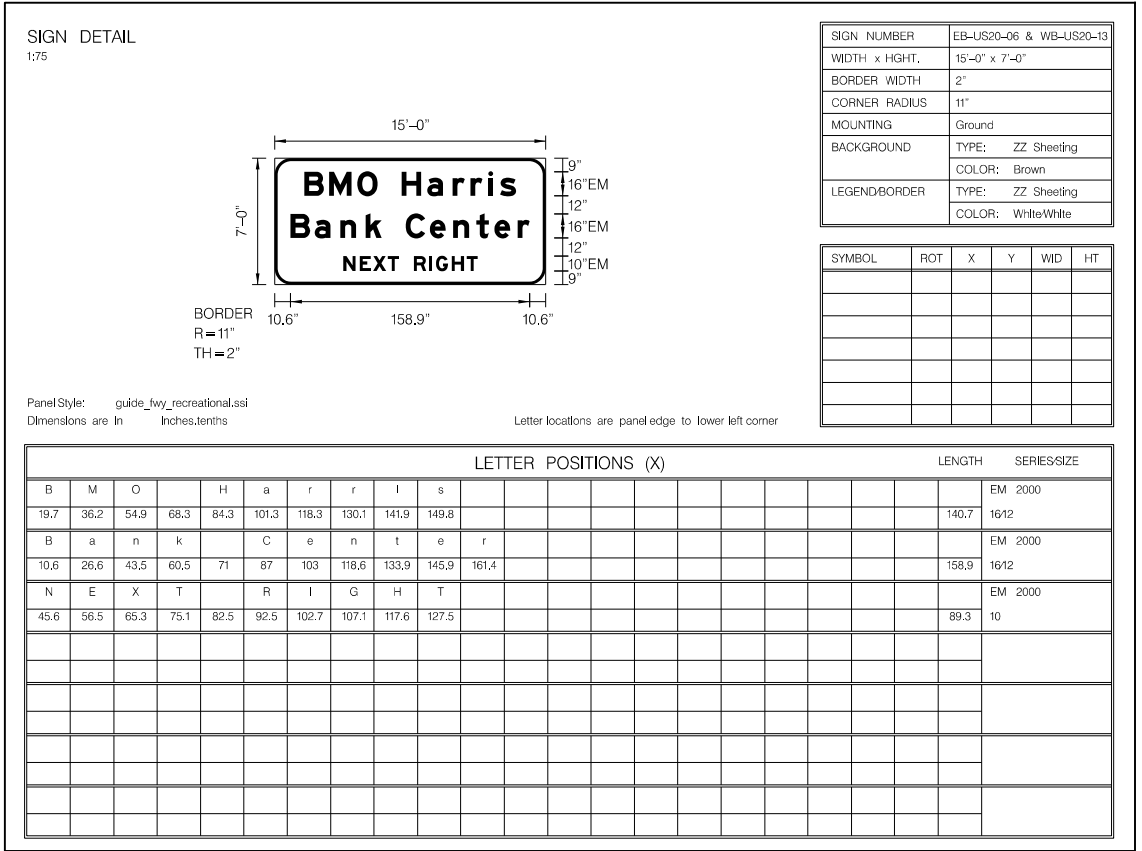 SIGN DETAIL
1:75
SIGN NUMBER EB-US20-06 & WB-US20-13
WIDTH x HGHT. 15'-0" x 7'-0"
BORDER WIDTH 2"
CORNER RADIUS 11"
MOUNTING Ground
BACKGROUND TYPE: ZZ Sheeting
COLOR: Brown
LEGEND/BORDER TYPE: ZZ Sheeting
COLOR: White/White
15'-0"
7'-0"
BMO Harris
Bank Center
NEXT RIGHT
9"
16"EM
12"
16"EM
12"
10"EM
9"
10.6" 158.9" 10.6"
BORDER
R=11"
TH=2"
SYMBOL ROT X Y WID HT
Panel Style: guide_fwy_recreational.ssi
Dimensions are in inches.tenths
Letter locations are panel edge to lower left corner
LETTER POSITIONS (X) LENGTH SERIES/SIZE
B M O H a r r i s EM 2000
19.7 36.2 54.9 68.3 84.3 101.3 118.3 130.1 141.9 149.8 140.7 16/12
B a n k C e n t e r EM 2000
10.6 26.6 43.5 60.5 71 87 103 118.6 133.9 145.9 161.4 158.9 16/12
N E X T R I G H T EM 2000
45.6 56.5 65.3 75.1 82.5 92.5 102.7 107.1 117.6 127.5 89.3 10